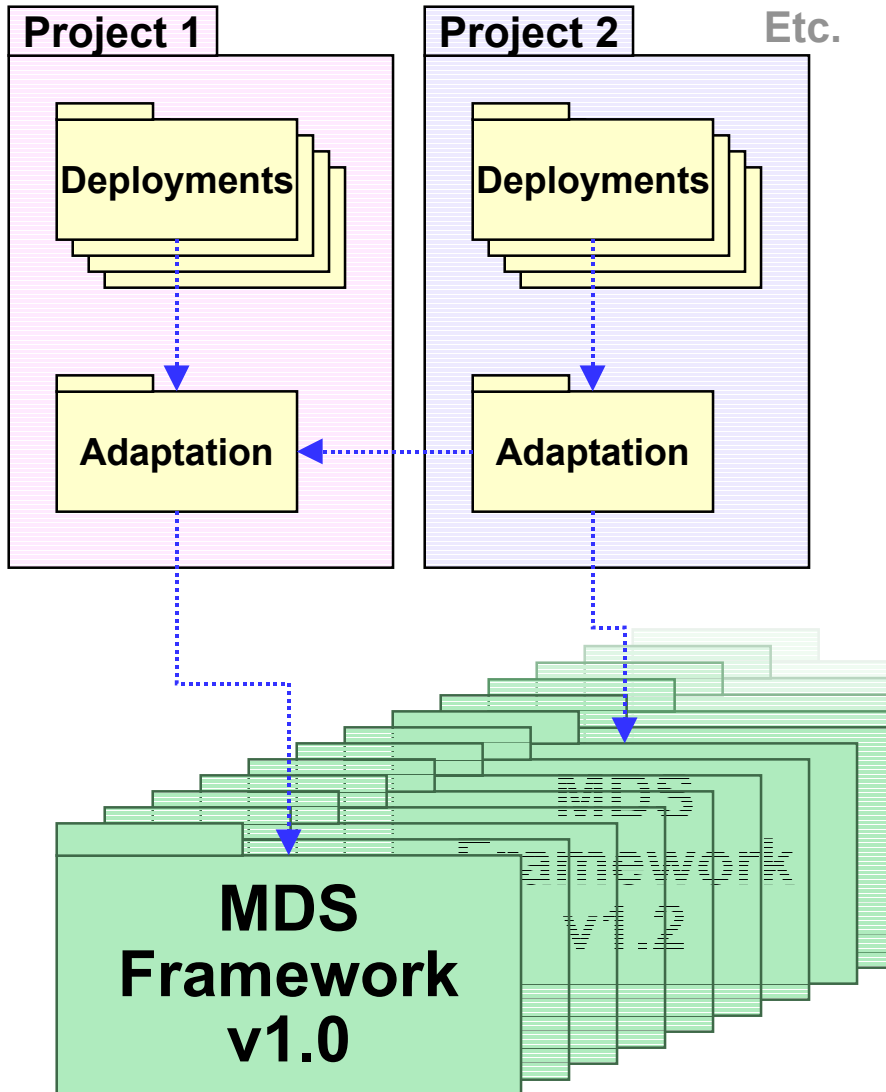 Project 1
Project 2
Etc.
Deployments
Deployments
Adaptation
Adaptation
MDS
Framework
v1.2
MDS
Framework
v1.0